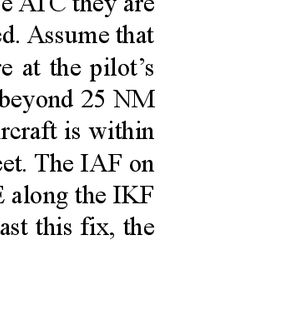 ATC they are
ed. Assume that
re at the pilot's
beyond 25 NM
ircraft is within
eet. The IAF on
E along the IKF
ast this fix, the